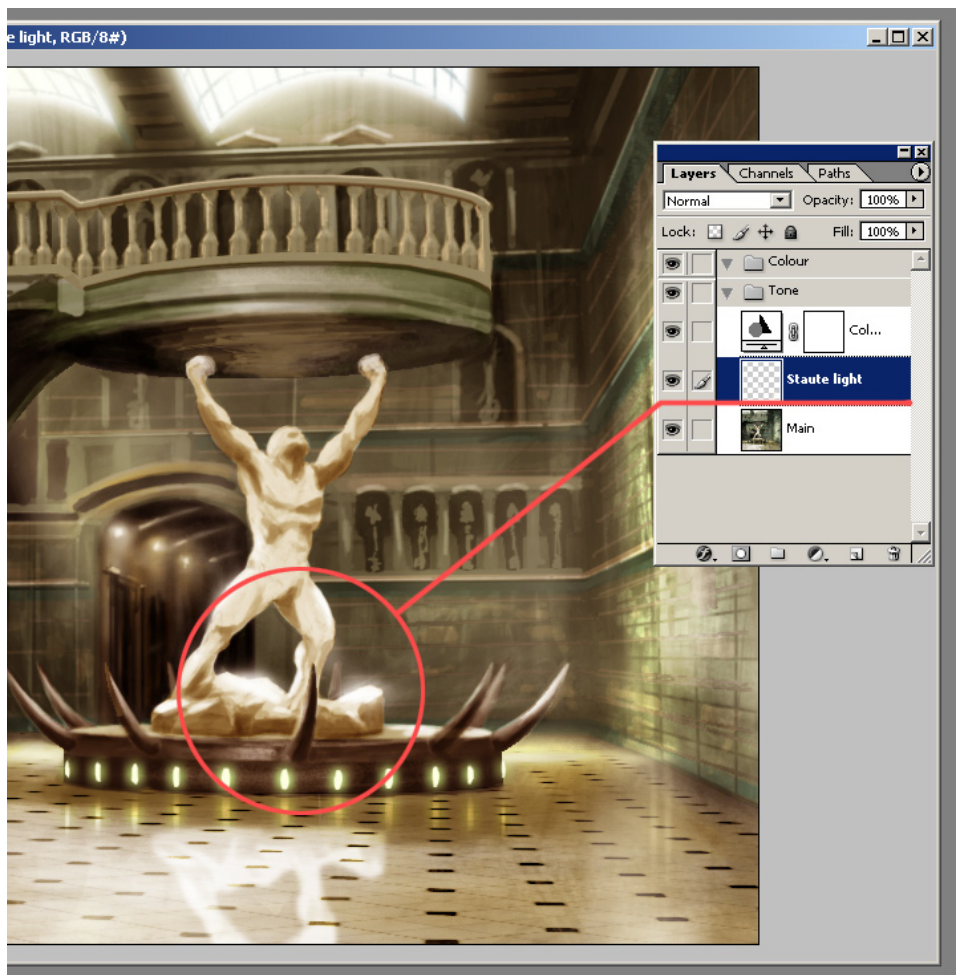 e light, RGB/8#)
Layers Channels Paths
Normal Opacity: 100%
Lock: Fill: 100%
Colour
Tone
Col...
Staute light
Main